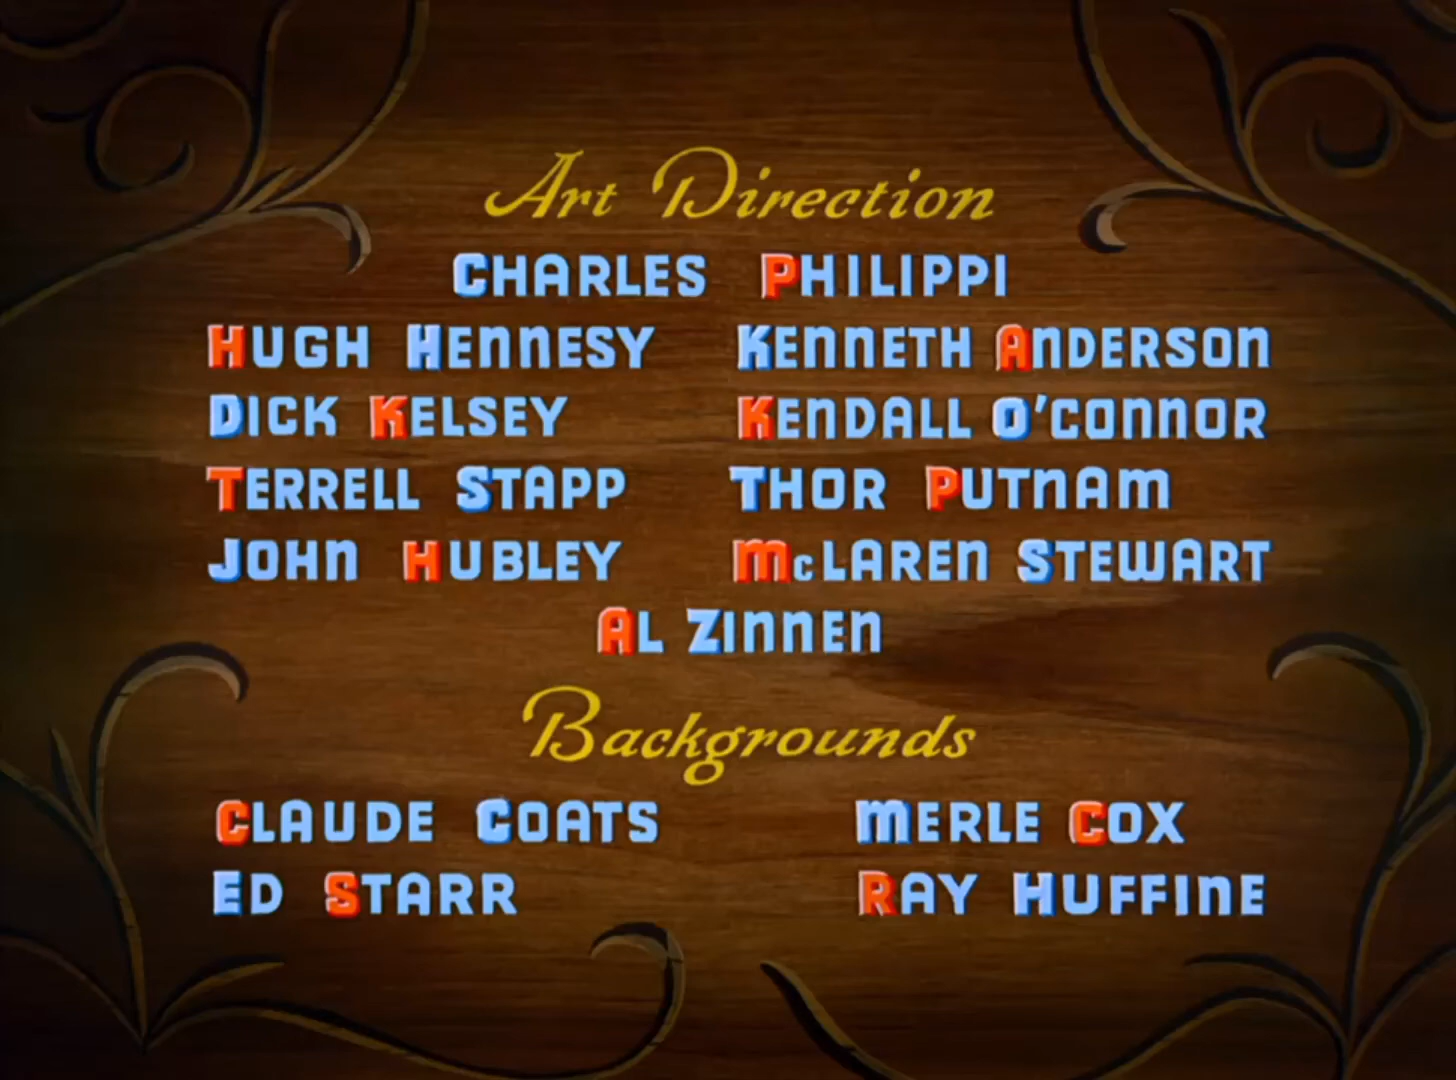 Art Direction
CHARLES PHILIPPI
HUGH HENNESY KENNETH ANDERSON
DICK KELSEY KENDALL O'CONNOR
TERRELL STAPP THOR PUTNAM
JOHN HUBLEY McLAREN STEWART
AL ZINNEN
Backgrounds
CLAUDE COATS MERLE COX
ED STARR RAY HUFFINE